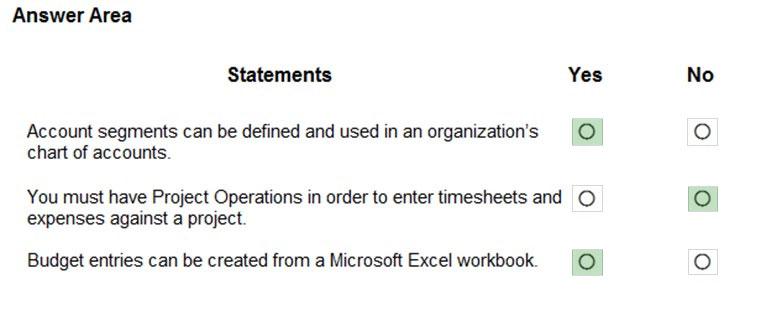 Answer Area
Statements Yes No
Account segments can be defined and used in an organization's
chart of accounts.
You must have Project Operations in order to enter timesheets and
expenses against a project.
Budget entries can be created from a Microsoft Excel workbook.